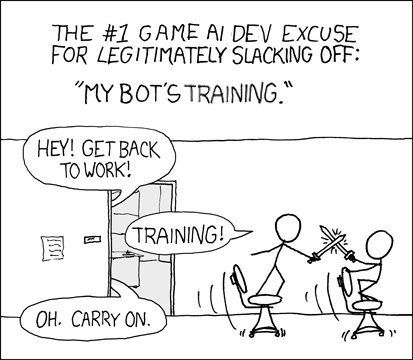 THE #1 GAME AI DEV EXCUSE
FOR LEGITIMATELY SLACKING OFF:
"MY BOT'S TRAINING."
HEY! GET BACK
TO WORK!
TRAINING!
OH. CARRY ON.